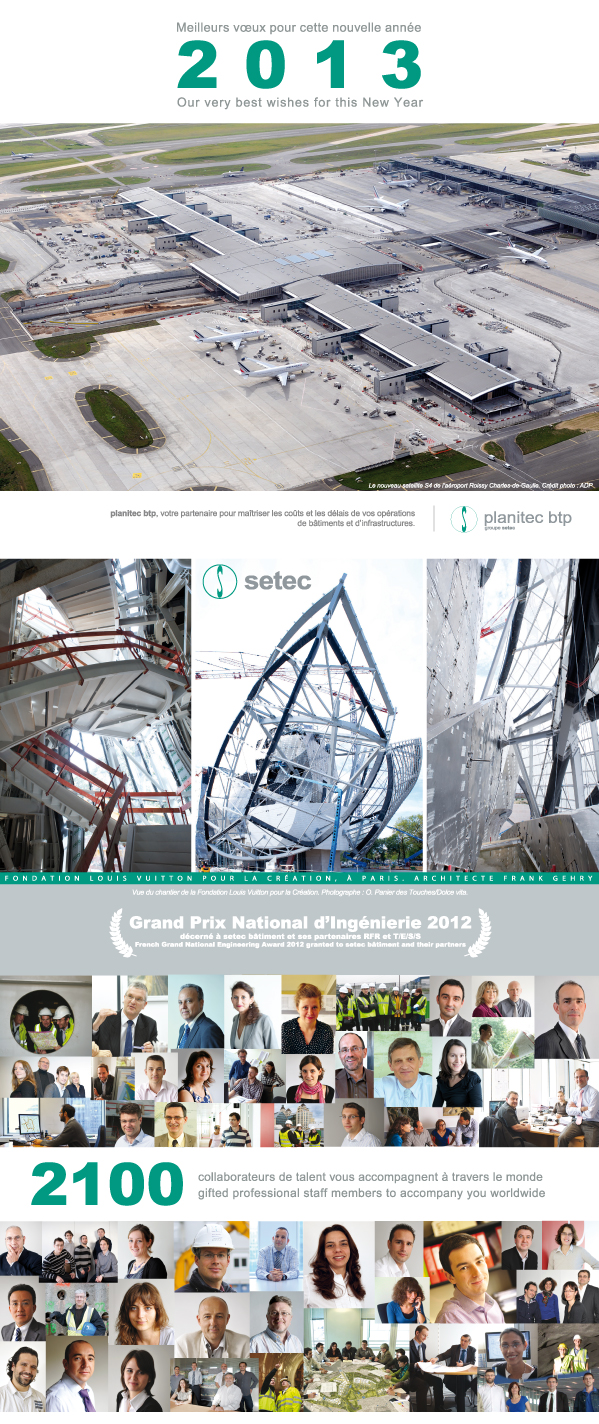 Meilleurs vœux pour cette nouvelle année
2013
Our very best wishes for this New Year
Le nouveau satellite S4 de l'aéroport Roissy Charles-de-Gaulle. Crédit photo : ADP.
planitec btp, votre partenaire pour maîtriser les coûts et les délais de vos opérations
de bâtiments et d'infrastructures.
planitec btp
groupe setec
setec
FONDATION LOUIS VUITTON POUR LA CRÉATION, À PARIS. ARCHITECTE FRANK GEHRY
Vue du chantier de la Fondation Louis Vuitton pour la Création. Photographe : O. Panier des Touches/Dolce vita.
Grand Prix National d'Ingénierie 2012
décerné à setec bâtiment et ses partenaires RFR et T/E/S/S
French Grand National Engineering Award 2012 granted to setec bâtiment and their partners
2100
collaborateurs de talent vous accompagnent à travers le monde
gifted professional staff members to accompany you worldwide